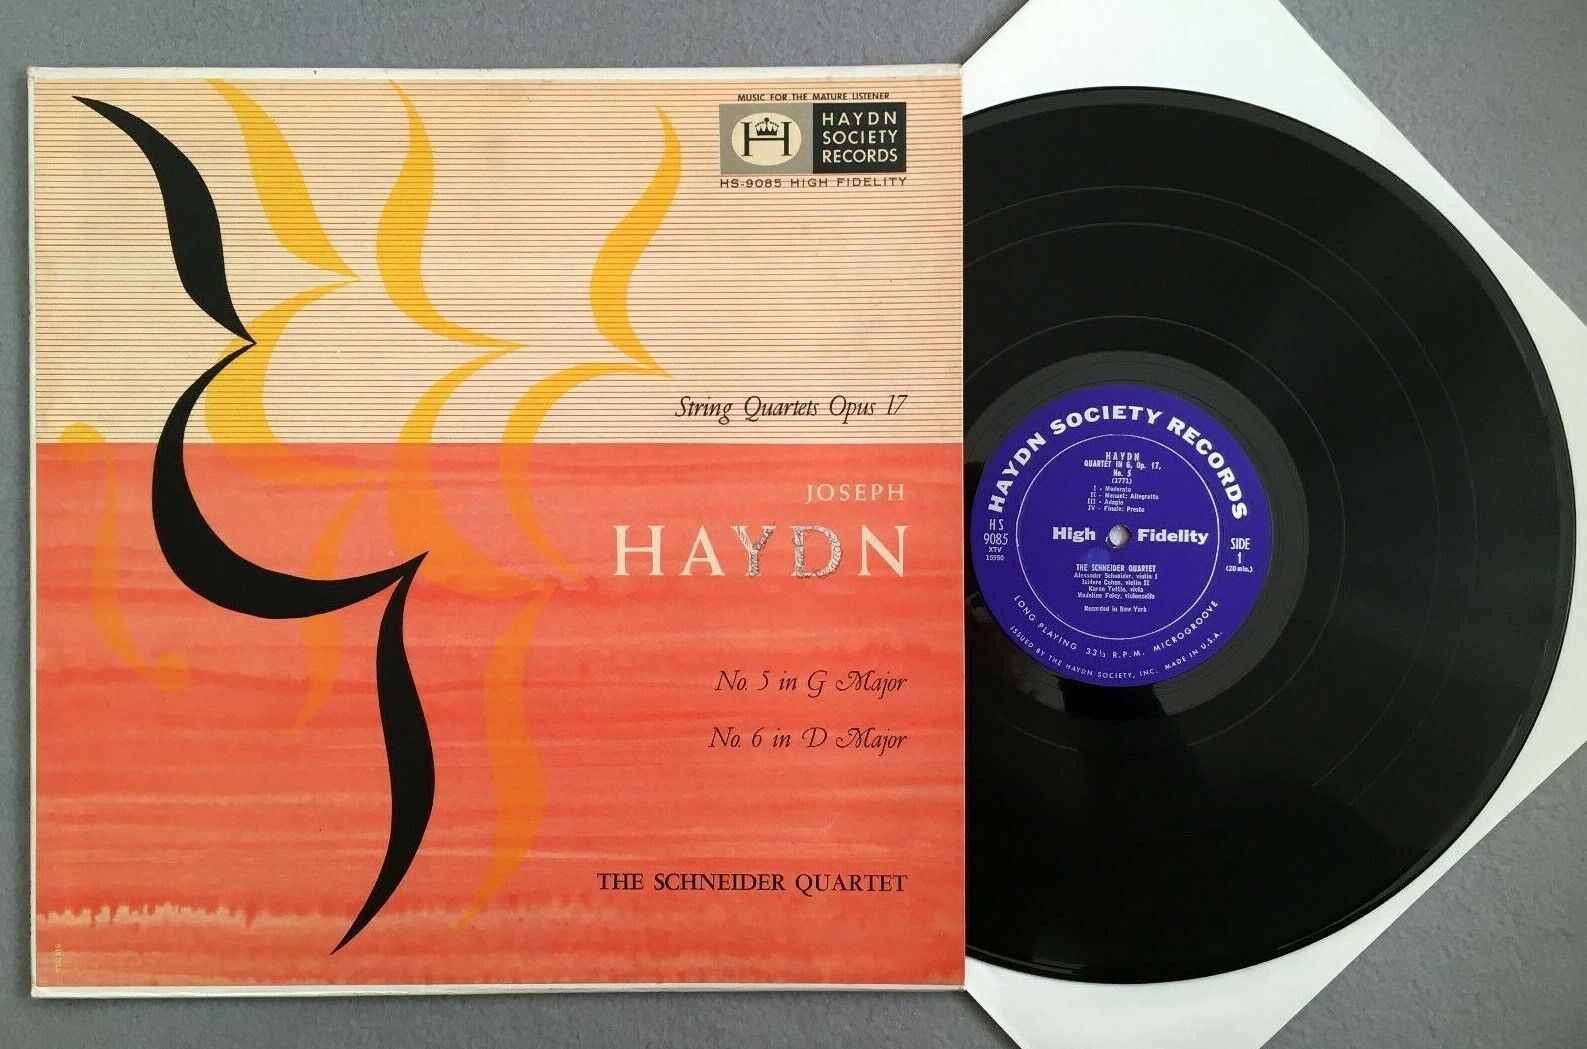 MUSIC FOR THE MATURE LISTENER
H
HAYDN
SOCIETY
RECORDS
HS-9085 HIGH FIDELITY
String Quartets Opus 17
JOSEPH
HAYDN
No. 5 in G Major
No. 6 in D Major
THE SCHNEIDER QUARTET
HAYDN SOCIETY RECORDS
HAYDN
QUARTET IN G, Op. 17,
No. 5
(1771)
I - Moderato
II - Menuet: Allegretto
III - Adagio
IV - Finale: Presto
High Fidelity
HS
9085
XTV
15950
SIDE
1
(20 min.)
THE SCHNEIDER QUARTET
Alexander Schneider, violin I
Isidore Cohen, violin II
Karen Tuttle, viola
Madeline Foley, violoncello
Recorded in New York
LONG PLAYING 33⅓ R.P.M. MICROGROOVE
ISSUED BY THE HAYDN SOCIETY, INC. MADE IN U.S.A.